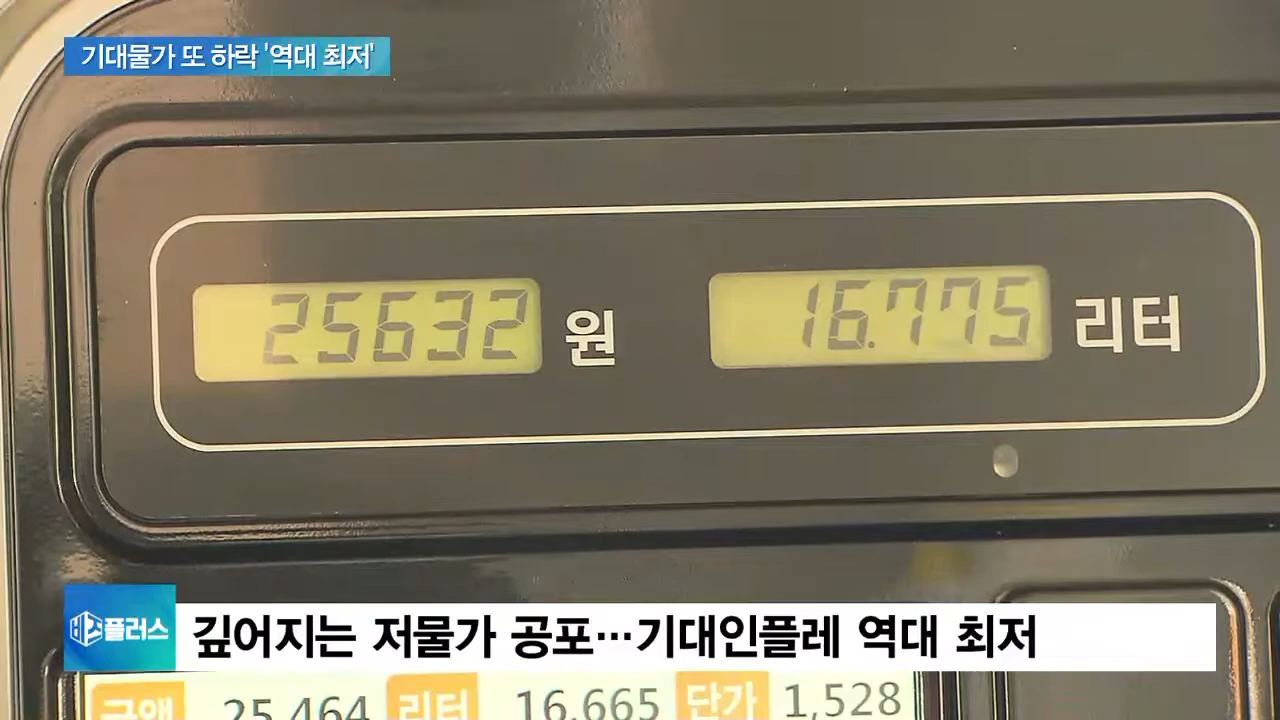 기대물가 또 하락 '역대 최저'
25632 원 16.775 리터
비즈플러스 깊어지는 저물가 공포…기대인플레 역대 최저
금액 25,464 리터 16,665 단가 1,528